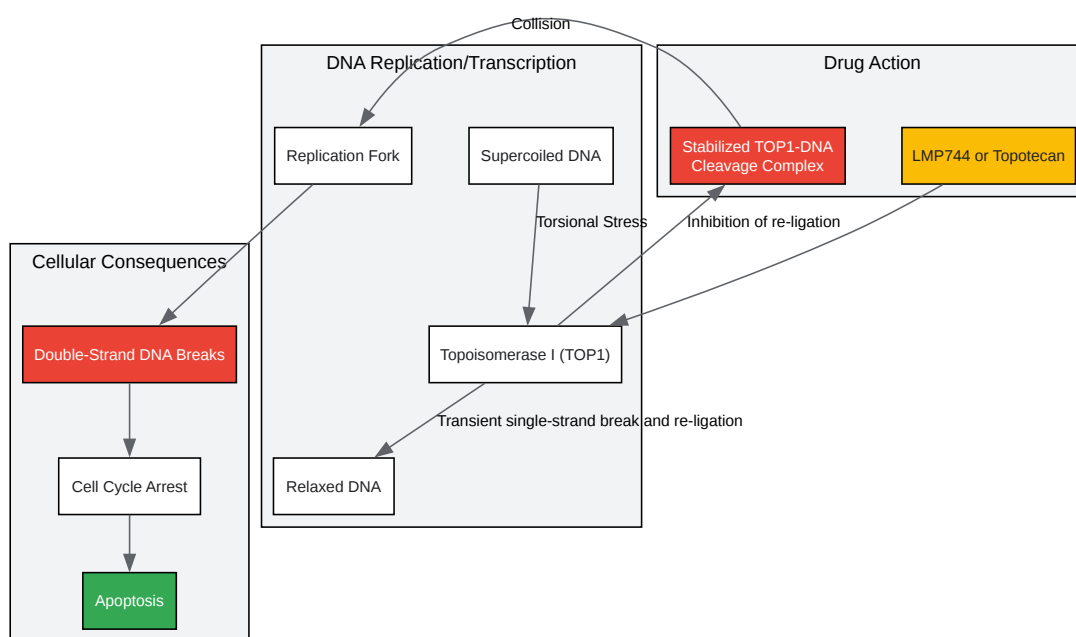 Collision
DNA Replication/Transcription
Drug Action
Replication Fork
Supercoiled DNA
Stabilized TOP1-DNA
Cleavage Complex
LMP744 or Topotecan
Torsional Stress
Inhibition of re-ligation
Cellular Consequences
Double-Strand DNA Breaks
Topoisomerase I (TOP1)
Transient single-strand break and re-ligation
Cell Cycle Arrest
Relaxed DNA
Apoptosis